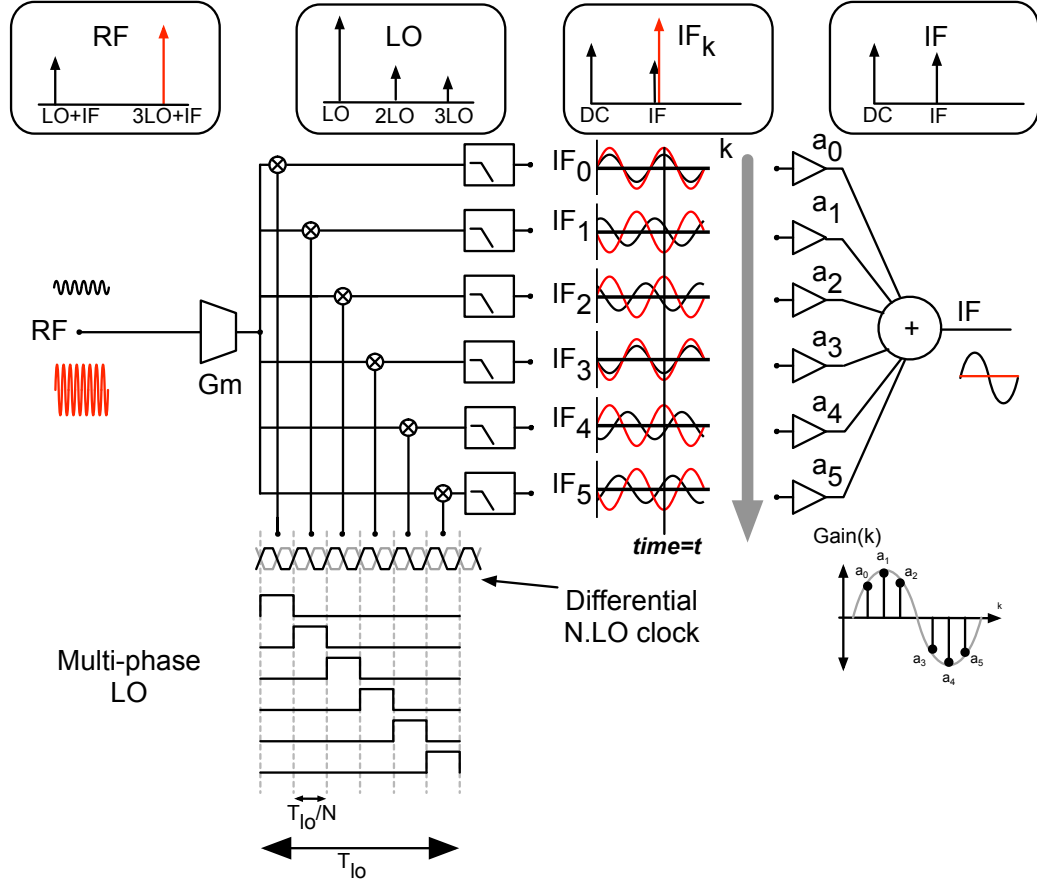 RF
LO+IF 3LO+IF
LO
LO 2LO 3LO
IFk
DC IF
IF
DC IF
k
IF0
IF1
IF2
IF3
IF4
IF5
time=t
a0
a1
a2
a3
a4
a5
+
IF
RF
Gm
Differential
N.LO clock
Multi-phase
LO
Tlo/N
Tlo
Gain(k)
a0
a1
a2
a3
a4
a5
k